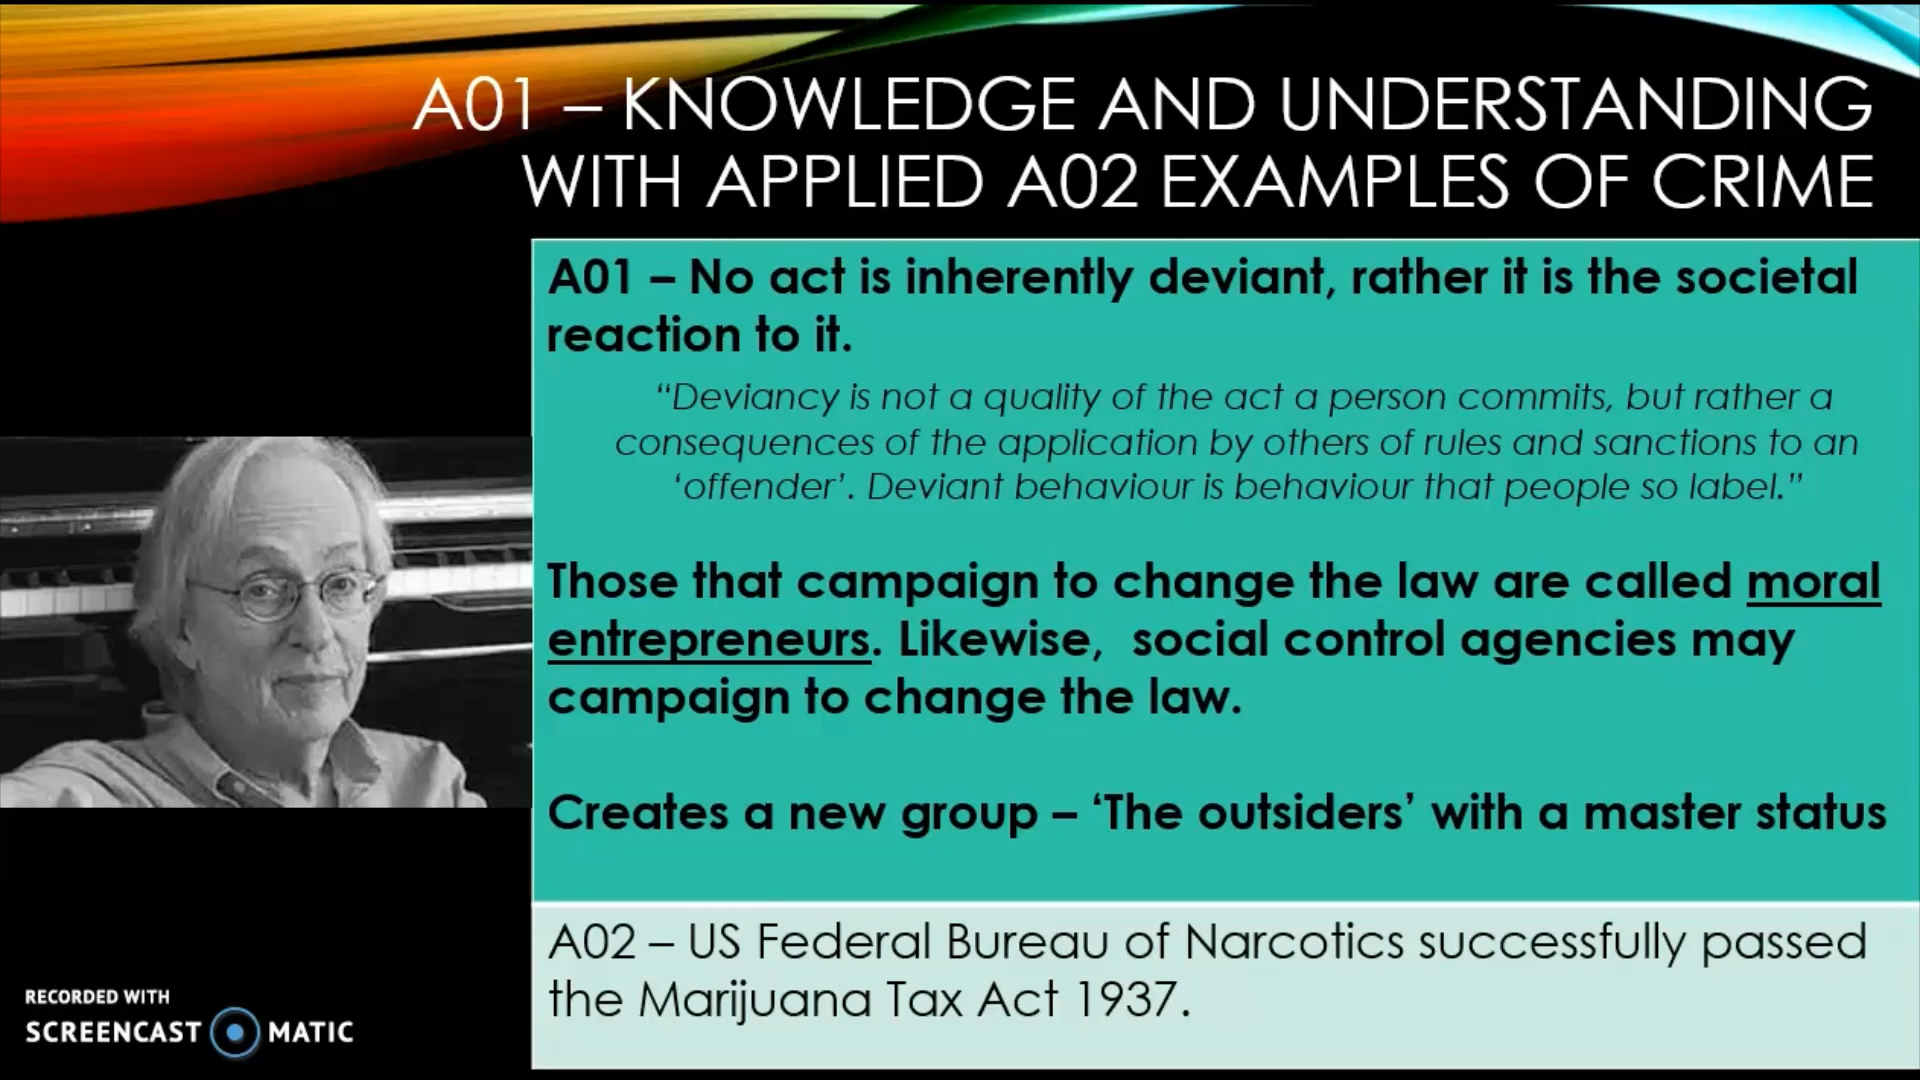 A01 – KNOWLEDGE AND UNDERSTANDING
WITH APPLIED A02 EXAMPLES OF CRIME
A01 – No act is inherently deviant, rather it is the societal
reaction to it.
“Deviancy is not a quality of the act a person commits, but rather a
consequences of the application by others of rules and sanctions to an
‘offender’. Deviant behaviour is behaviour that people so label.”
Those that campaign to change the law are called moral
entrepreneurs. Likewise,  social control agencies may
campaign to change the law.
Creates a new group – ‘The outsiders’ with a master status
A02 – US Federal Bureau of Narcotics successfully passed
the Marijuana Tax Act 1937.
RECORDED WITH
SCREENCAST MATIC